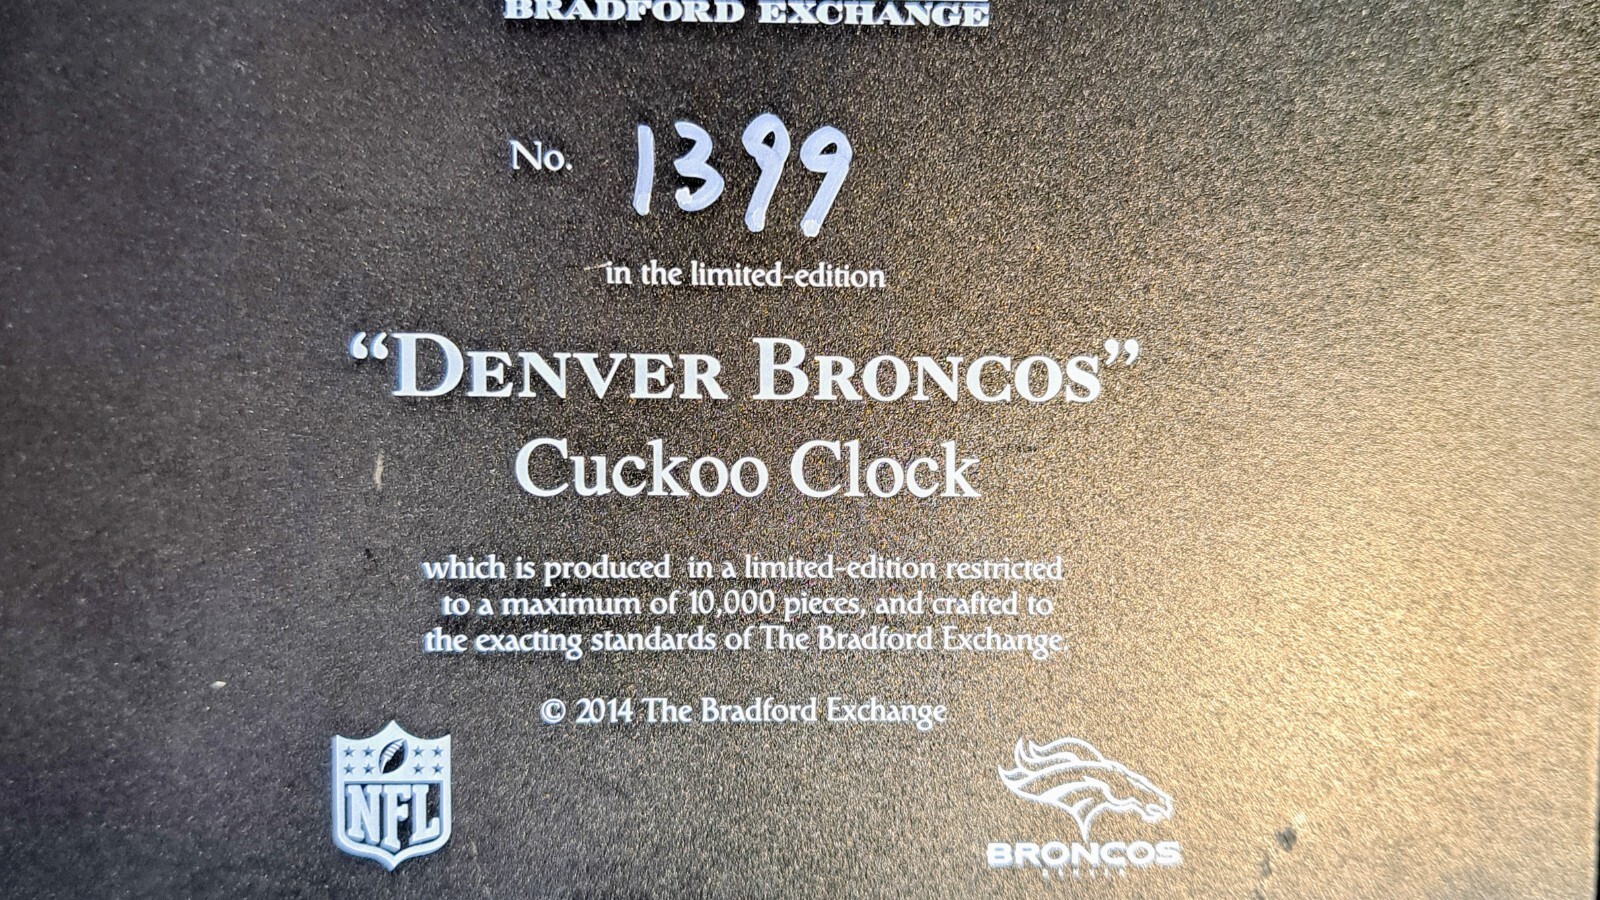 BRADFORD EXCHANGE
No. 1399
in the limited-edition
“DENVER BRONCOS”
Cuckoo Clock
which is produced in a limited-edition restricted
to a maximum of 10,000 pieces, and crafted to
the exacting standards of The Bradford Exchange.
© 2014 The Bradford Exchange
NFL
BRONCOS